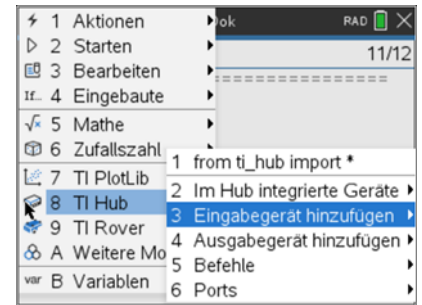 1 Aktionen
2 Starten
3 Bearbeiten
If... 4 Eingebaute
√x 5 Mathe
6 Zufallszahl
7 TI PlotLib
8 TI Hub
9 TI Rover
A Weitere Mo
var B Variablen
ok RAD
11/12
================
1 from ti_hub import *
2 Im Hub integrierte Geräte
3 Eingabegerät hinzufügen
4 Ausgabegerät hinzufügen
5 Befehle
6 Ports